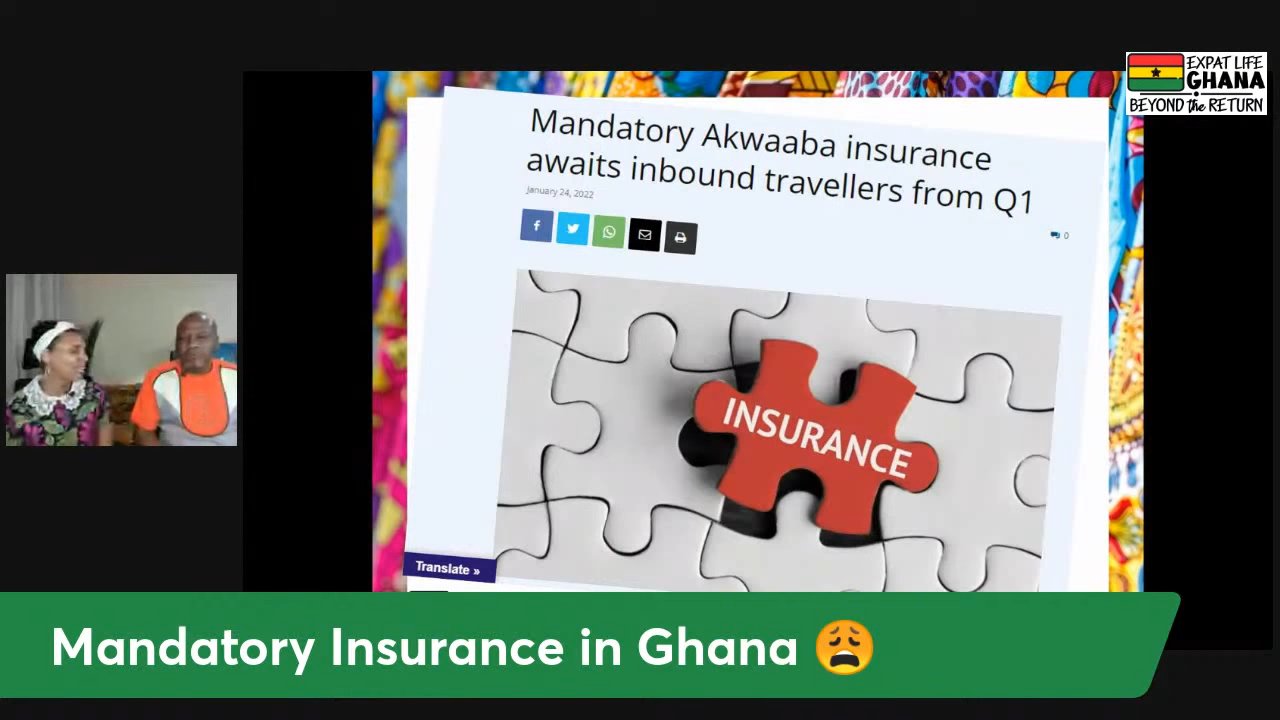 EXPAT LIFE
GHANA
BEYOND the RETURN
Mandatory Akwaaba insurance
awaits inbound travellers from Q1
January 24, 2022
0
INSURANCE
Translate »
Mandatory Insurance in Ghana 😩